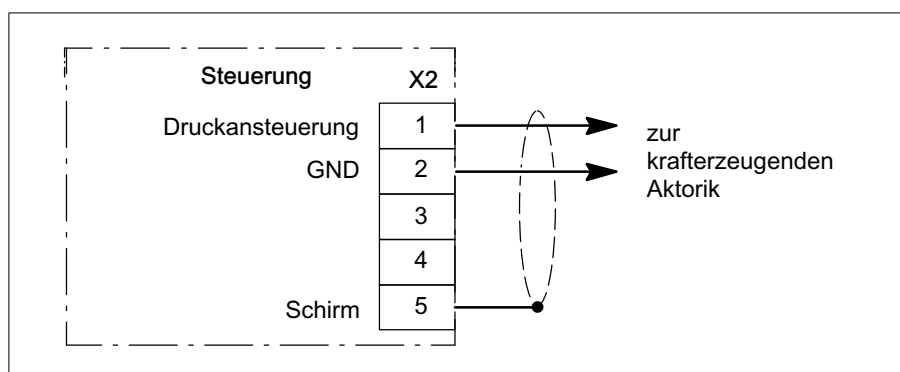 Steuerung X2
Druckansteuerung 1
GND 2
3
4
Schirm 5
zur
krafterzeugenden
Aktorik